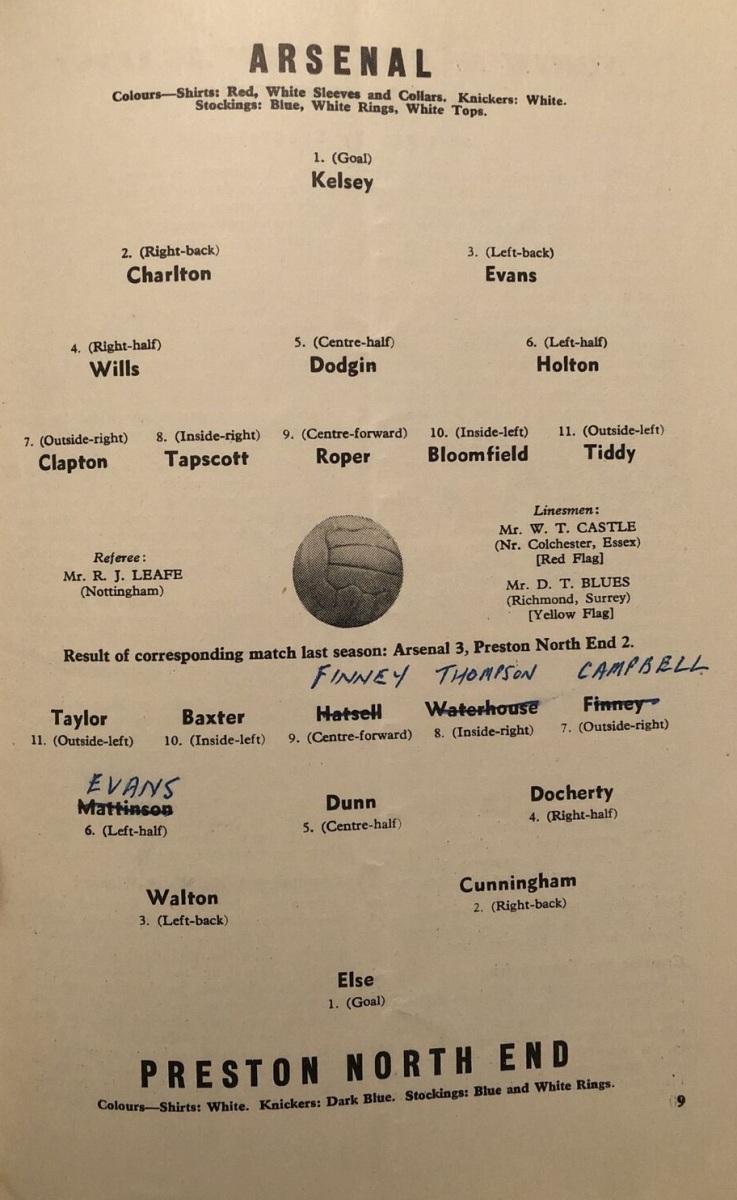 ARSENAL
Colours—Shirts: Red, White Sleeves and Collars. Knickers: White.
Stockings: Blue, White Rings, White Tops.
1. (Goal)
Kelsey
2. (Right-back) 3. (Left-back)
Charlton Evans
4. (Right-half) 5. (Centre-half) 6. (Left-half)
Wills Dodgin Holton
7. (Outside-right) 8. (Inside-right) 9. (Centre-forward) 10. (Inside-left) 11. (Outside-left)
Clapton Tapscott Roper Bloomfield Tiddy
Referee:
Mr. R. J. LEAFE
(Nottingham)
Linesmen:
Mr. W. T. CASTLE
(Nr. Colchester, Essex)
[Red Flag]
Mr. D. T. BLUES
(Richmond, Surrey)
[Yellow Flag]
Result of corresponding match last season: Arsenal 3, Preston North End 2.
FINNEY THOMPSON CAMPBELL
Taylor Baxter Hatsell Waterhouse Finney
11. (Outside-left) 10. (Inside-left) 9. (Centre-forward) 8. (Inside-right) 7. (Outside-right)
EVANS
Mattinson Dunn Docherty
6. (Left-half) 5. (Centre-half) 4. (Right-half)
Walton Cunningham
3. (Left-back) 2. (Right-back)
Else
1. (Goal)
PRESTON NORTH END
Colours—Shirts: White. Knickers: Dark Blue. Stockings: Blue and White Rings.
9